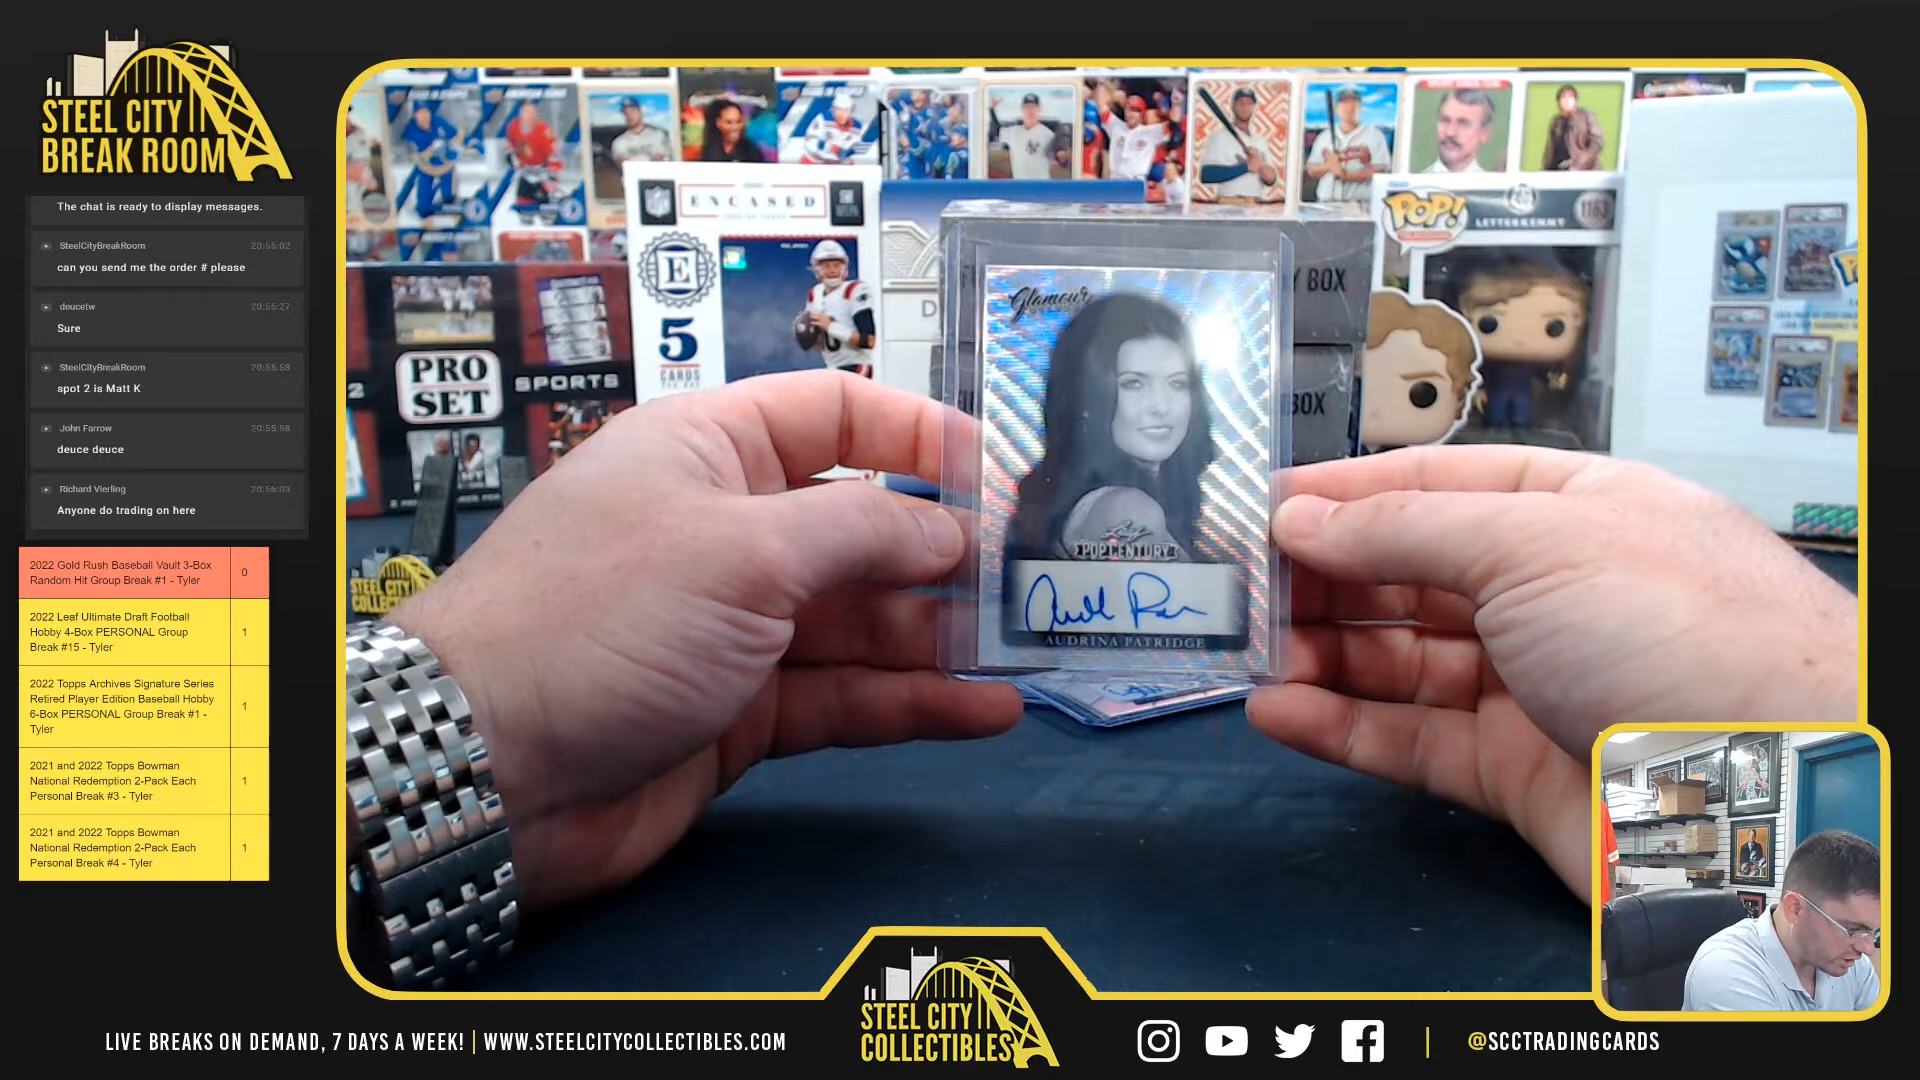 STEEL CITY
BREAK ROOM
The chat is ready to display messages.
SteelCityBreakRoom 20:55:02
can you send me the order # please
deucetw 20:55:27
Sure
SteelCityBreakRoom 20:55:58
spot 2 is Matt K
John Farrow 20:55:58
deuce deuce
Richard Vierling 20:56:03
Anyone do trading on here
2022 Gold Rush Baseball Vault 3-Box
Random Hit Group Break #1 - Tyler
0
2022 Leaf Ultimate Draft Football
Hobby 4-Box PERSONAL Group
Break #15 - Tyler
1
2022 Topps Archives Signature Series
Retired Player Edition Baseball Hobby
6-Box PERSONAL Group Break #1 -
Tyler
1
2021 and 2022 Topps Bowman
National Redemption 2-Pack Each
Personal Break #3 - Tyler
1
2021 and 2022 Topps Bowman
National Redemption 2-Pack Each
Personal Break #4 - Tyler
1
NFL
ENCASED
E
5
CARDS
PRO
SET
SPORTS
Y BOX
BOX
POP!
LETTERKENNY
1163
Glamour
Leaf
POP CENTURY
AUDRINA PATRIDGE
STEEL CITY
LIVE BREAKS ON DEMAND, 7 DAYS A WEEK! | WWW.STEELCITYCOLLECTIBLES.COM
STEEL CITY
COLLECTIBLES
@SCCTRADINGCARDS